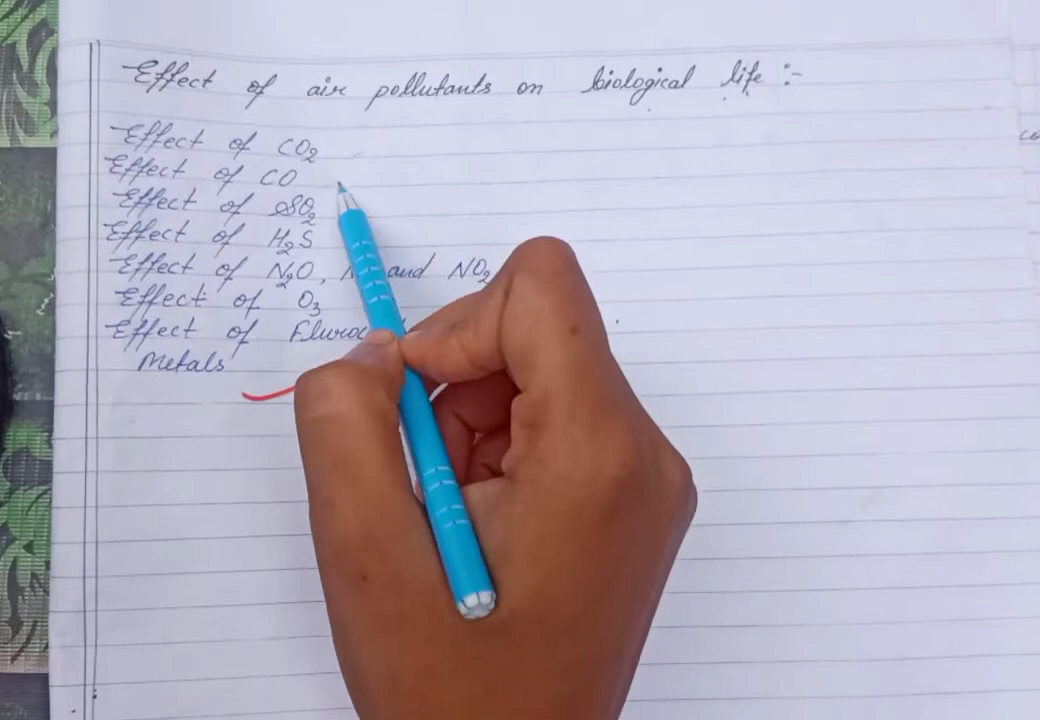 Effect of air pollutants on biological life :-
Effect of CO2
Effect of CO
Effect of SO2
Effect of H2S
Effect of N2O, and NO2
Effect of O3
Effect of
Metals